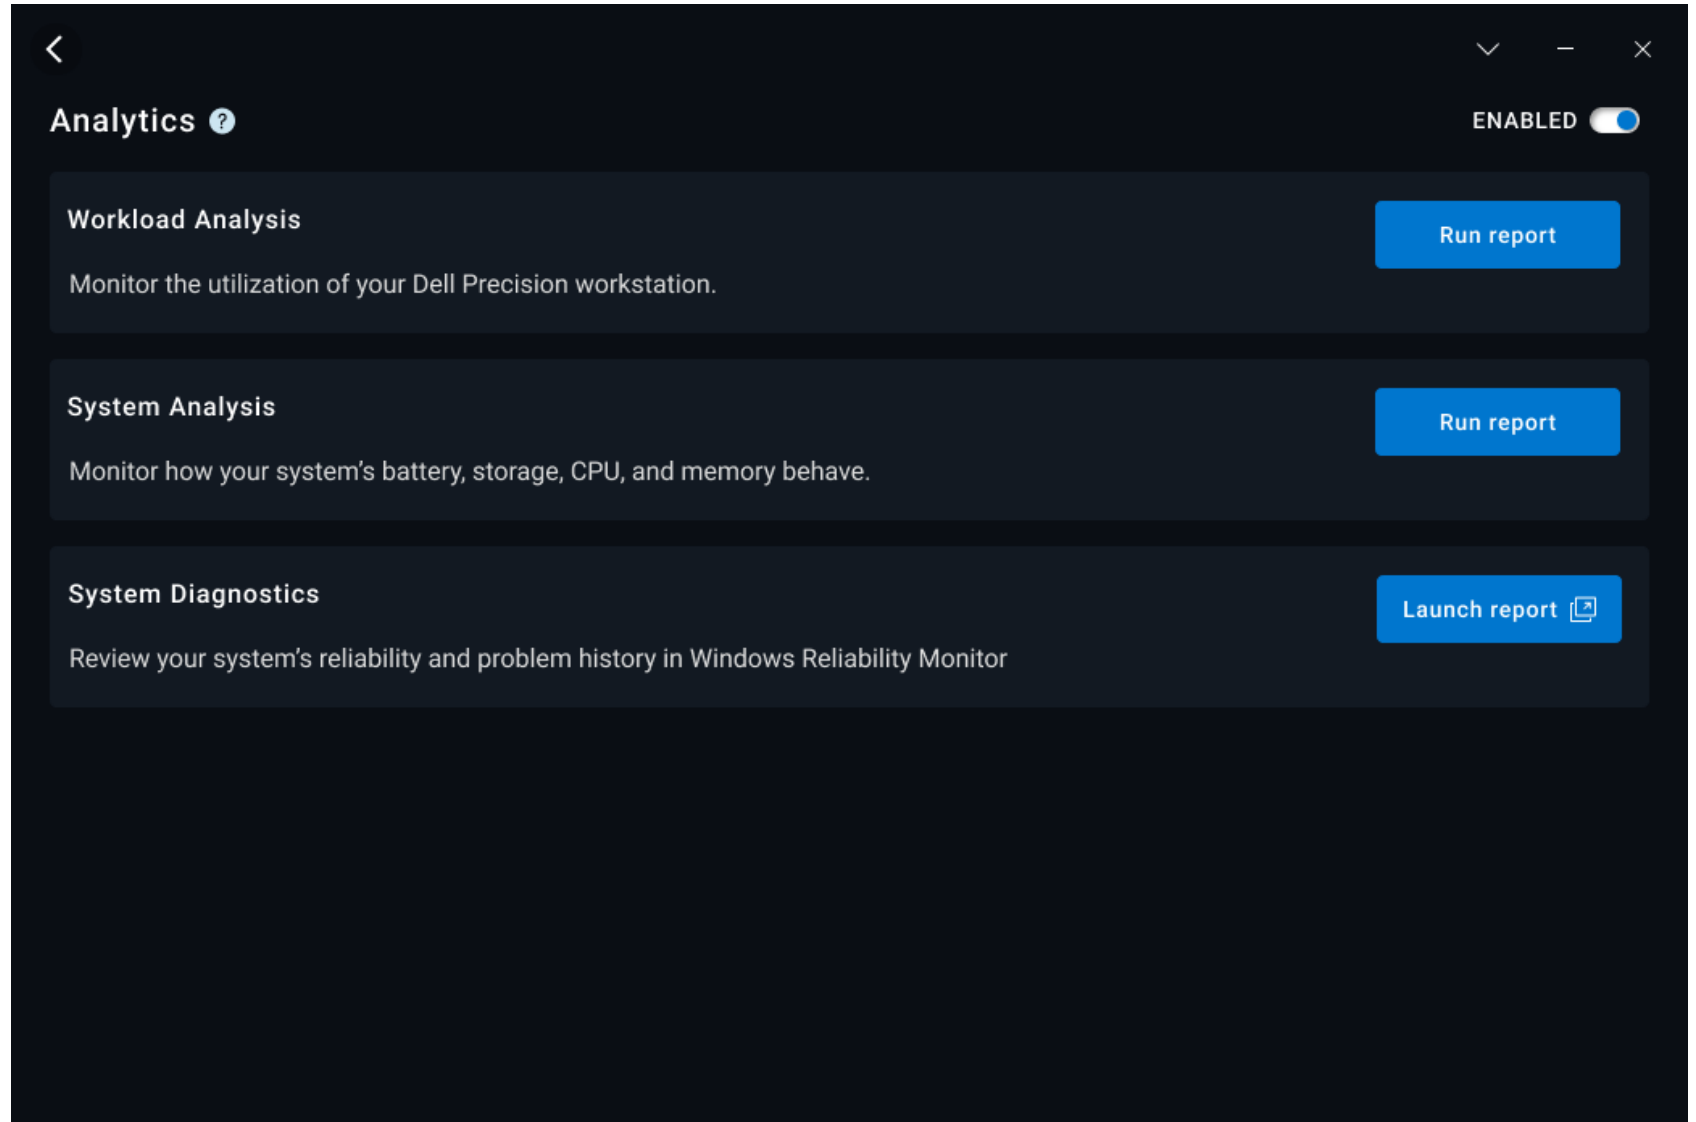 Analytics ?
ENABLED
Workload Analysis
Run report
Monitor the utilization of your Dell Precision workstation.
System Analysis
Run report
Monitor how your system’s battery, storage, CPU, and memory behave.
System Diagnostics
Launch report
Review your system’s reliability and problem history in Windows Reliability Monitor